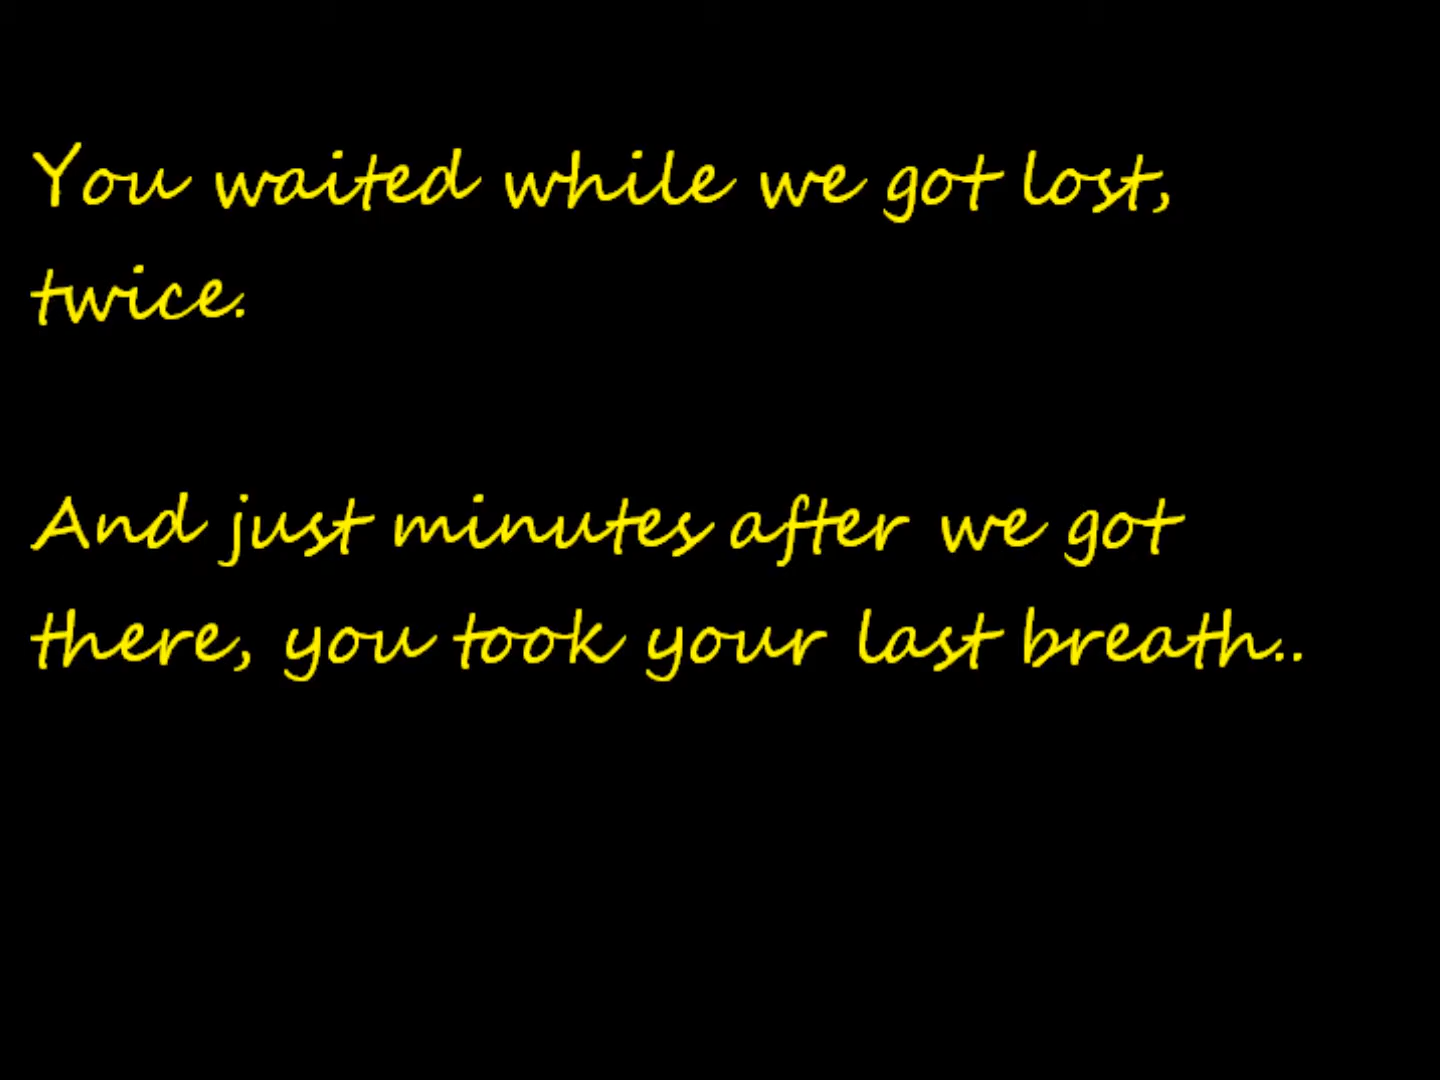 You waited while we got lost,
twice.
And just minutes after we got
there, you took your last breath..